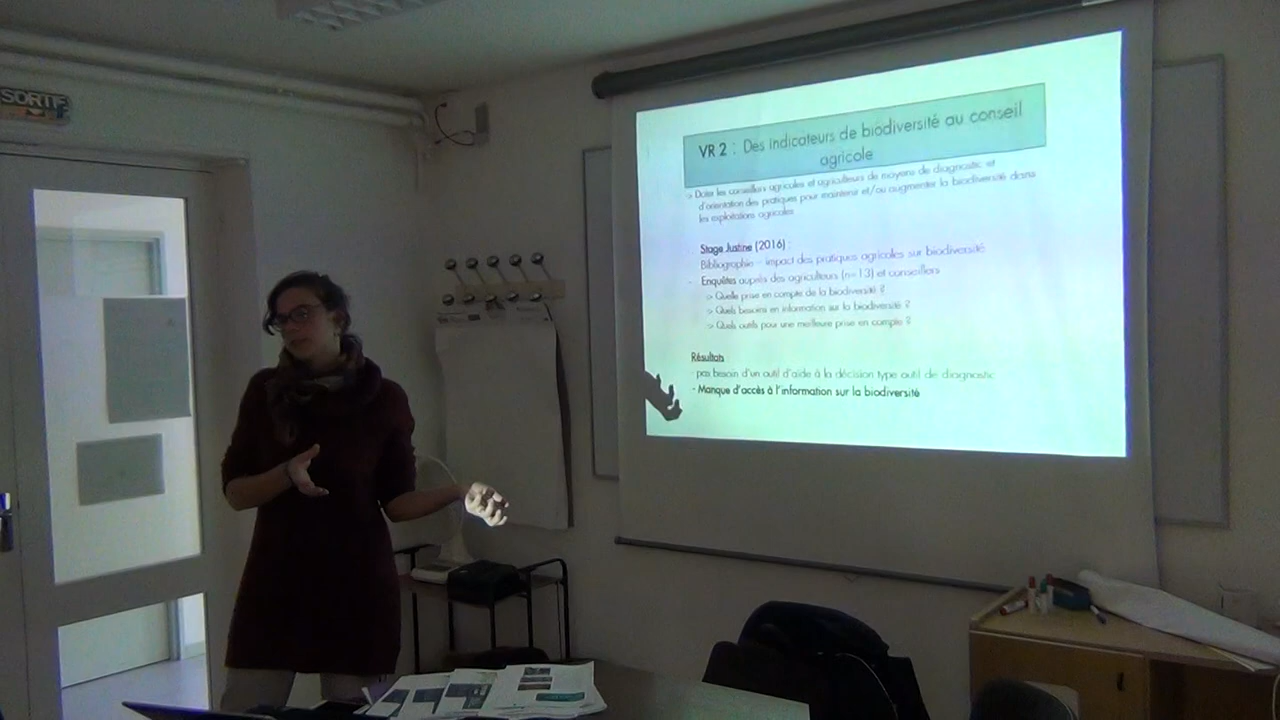 SORTIE
VR 2 : Des indicateurs de biodiversité au conseil
agricole
> Doter les conseillers agricoles et agriculteurs de moyens de diagnostic et
d'orientation des pratiques pour maintenir et/ou augmenter la biodiversité dans
les exploitations agricoles
Stage Justine (2016) :
Bibliographie – impact des pratiques agricoles sur biodiversité
- Enquêtes auprès des agriculteurs (n=13) et conseillers
> Quelle prise en compte de la biodiversité ?
> Quels besoins en information sur la biodiversité ?
> Quels outils pour une meilleure prise en compte ?
Résultats
- pas besoin d'un outil d'aide à la décision type outil de diagnostic
- Manque d'accès à l'information sur la biodiversité